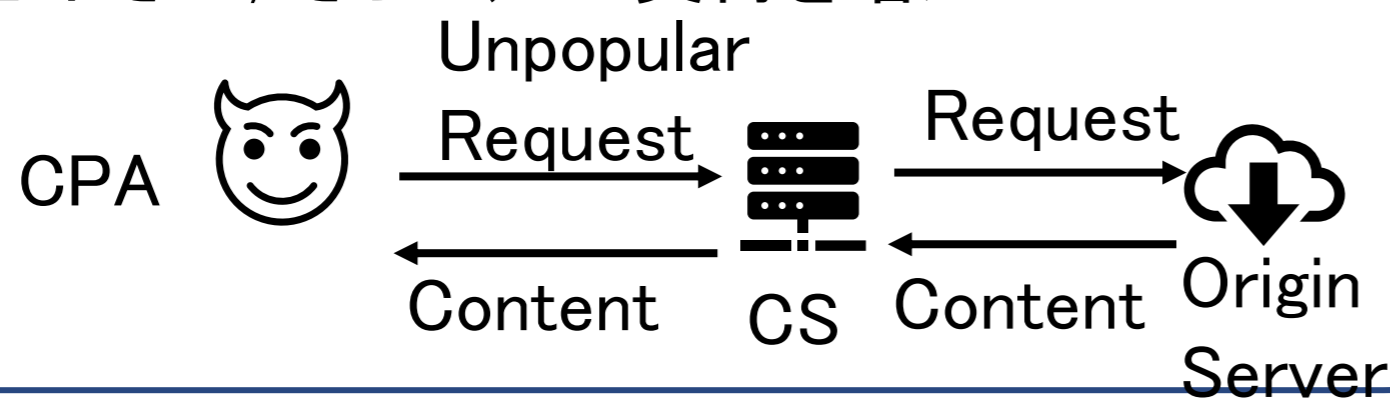 Unpopular
Request
Request
CPA
Content
CS
Content
Origin
Server